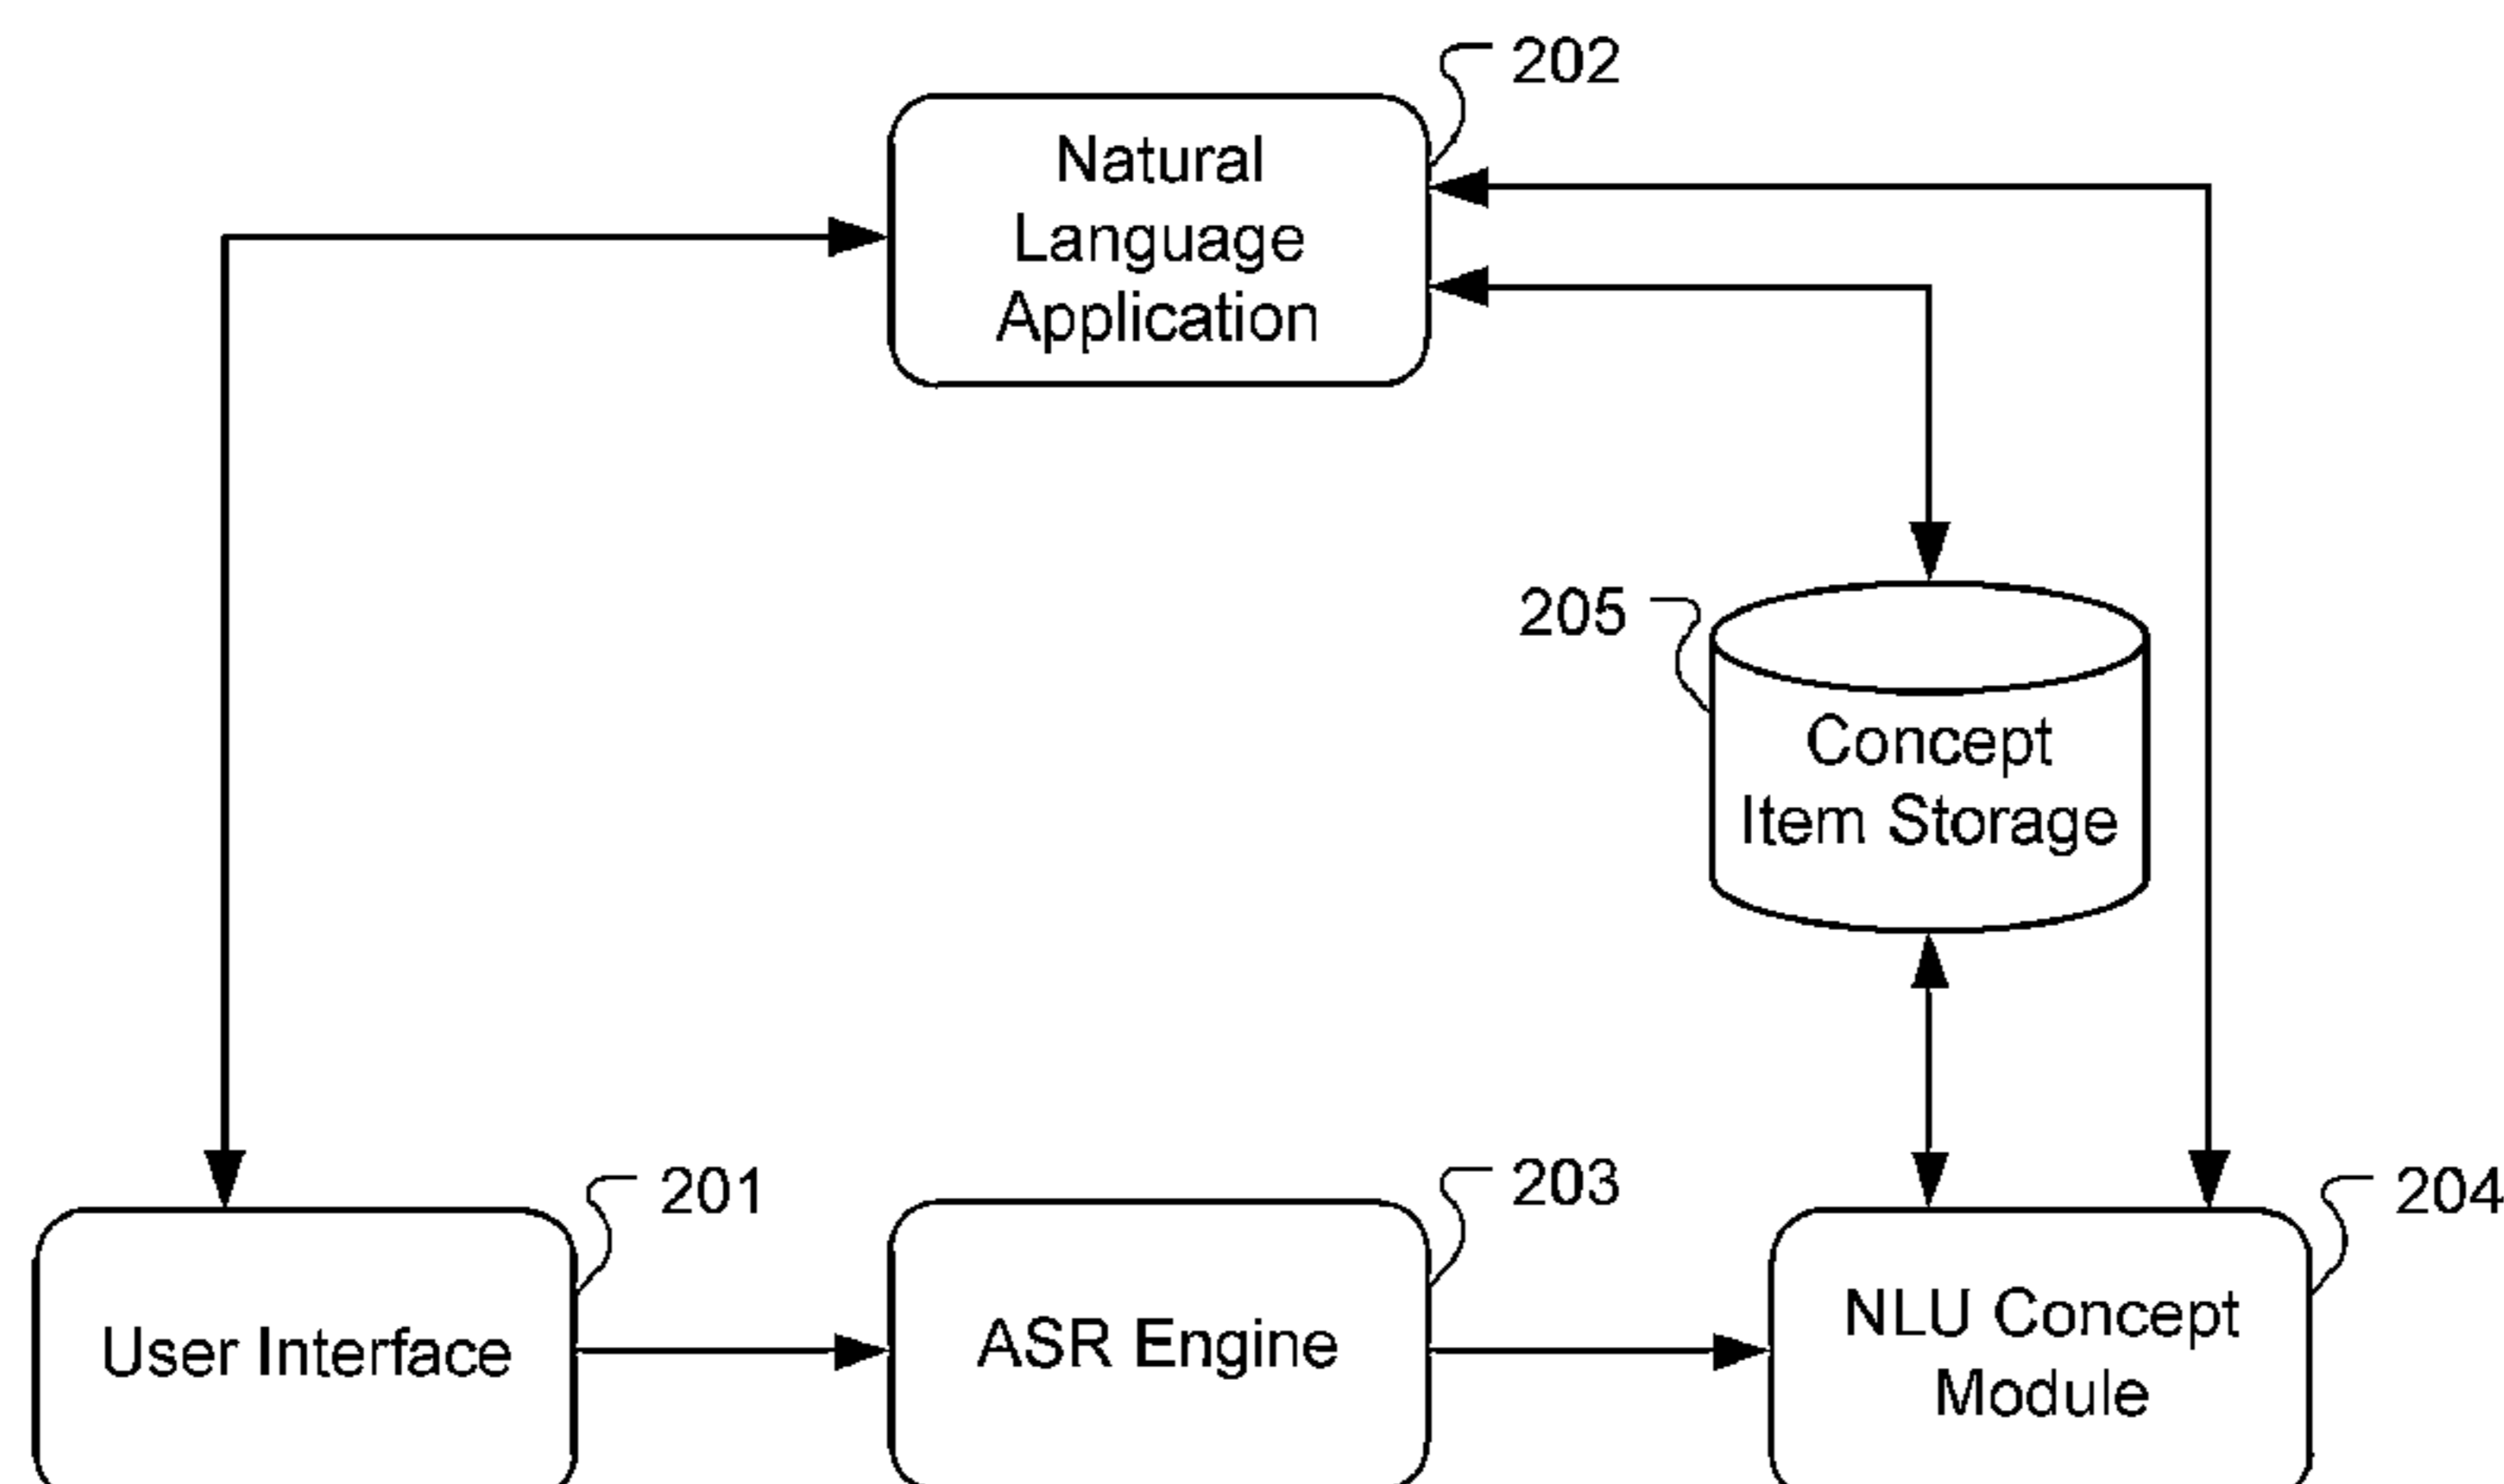 202
Natural
Language
Application
205
Concept
Item Storage
201
203
204
User Interface
ASR Engine
NLU Concept
Module